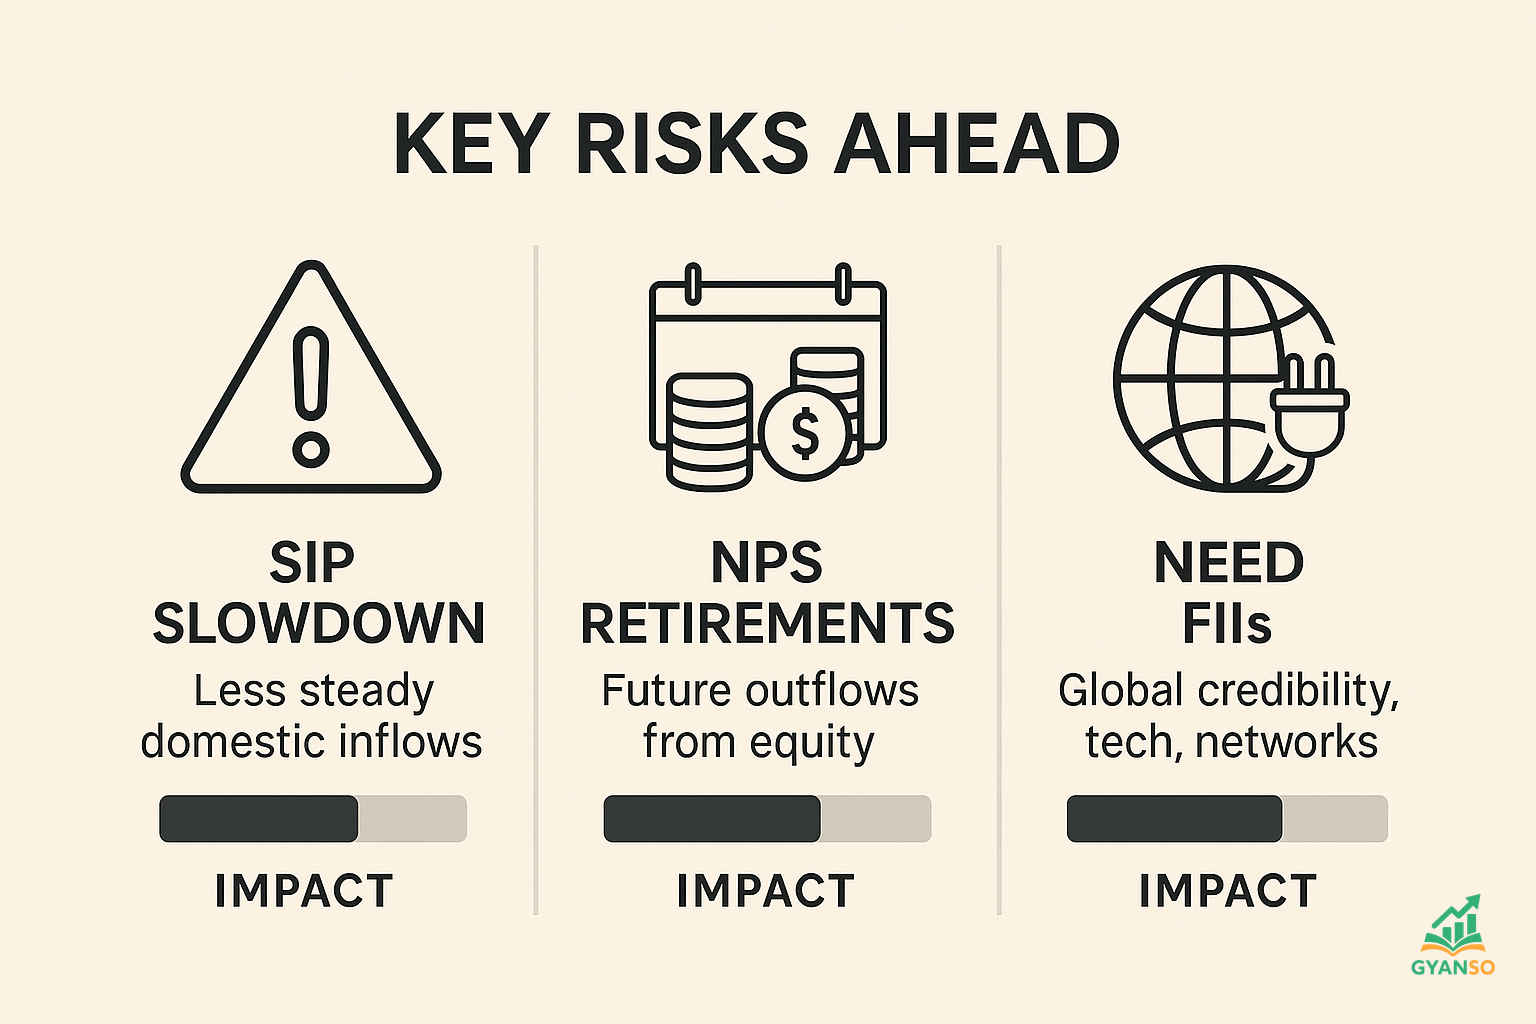 KEY RISKS AHEAD
$
SIP
SLOWDOWN
Less steady
domestic inflows
IMPACT
NPS
RETIREMENTS
Future outflows
from equity
IMPACT
NEED
FIIs
Global credibility,
tech, networks
IMPACT
GYANSO